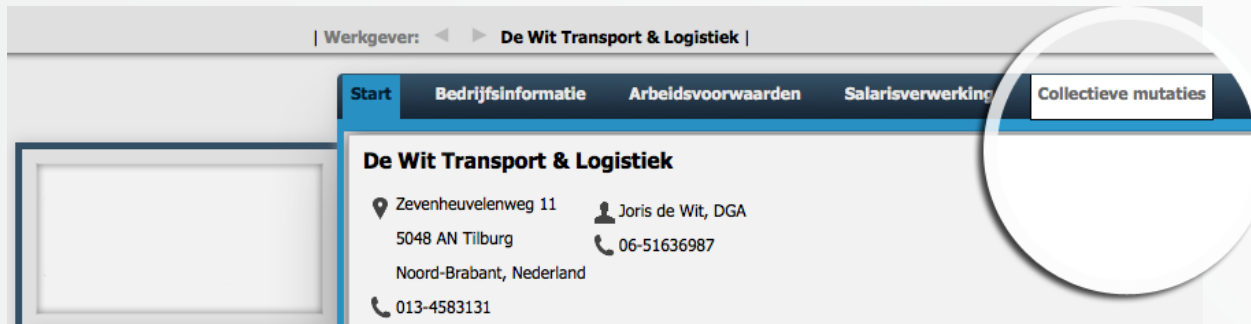 | Werkgever: De Wit Transport & Logistiek |
Start Bedrijfsinformatie Arbeidsvoorwaarden Salarisverwerking Collectieve mutaties
De Wit Transport & Logistiek
Zevenheuvelenweg 11 Joris de Wit, DGA
5048 AN Tilburg 06-51636987
Noord-Brabant, Nederland
013-4583131